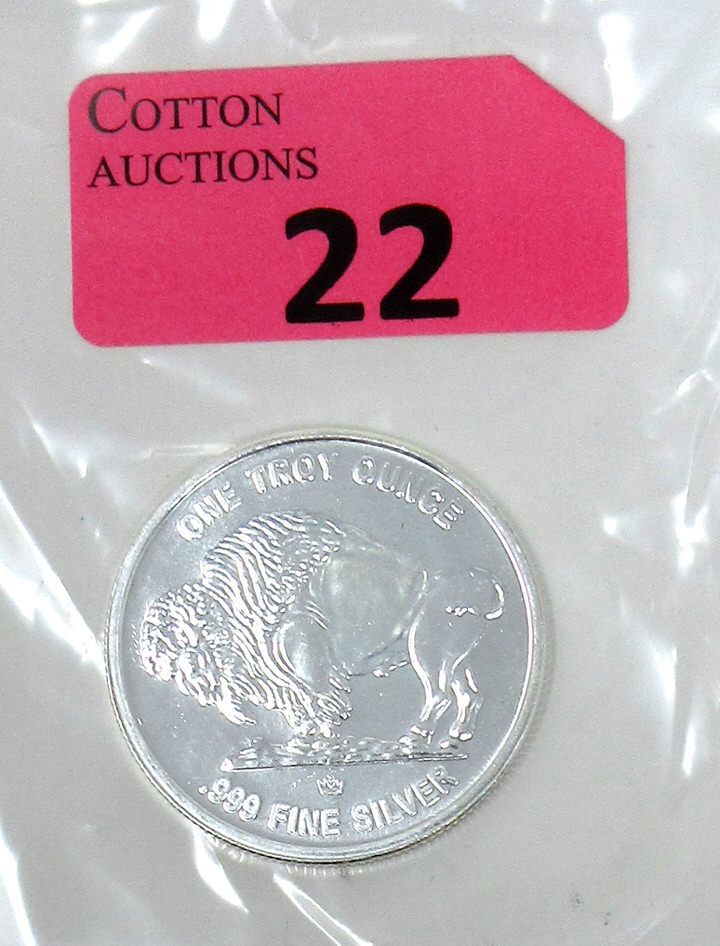 COTTON
AUCTIONS
22
ONE TROY OUNCE
.999 FINE SILVER